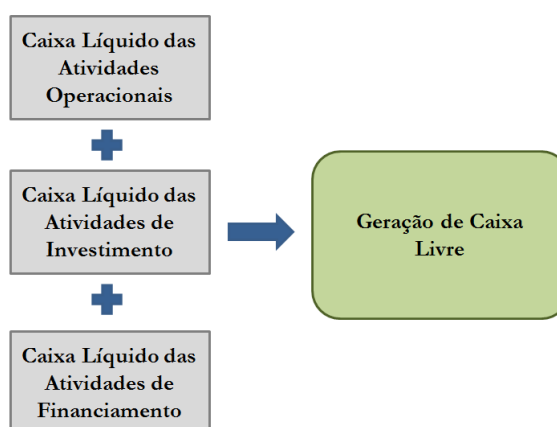 Caixa Líquido das
Atividades
Operacionais
Caixa Líquido das
Atividades de
Investimento
Geração de Caixa
Livre
Caixa Líquido das
Atividades de
Financiamento